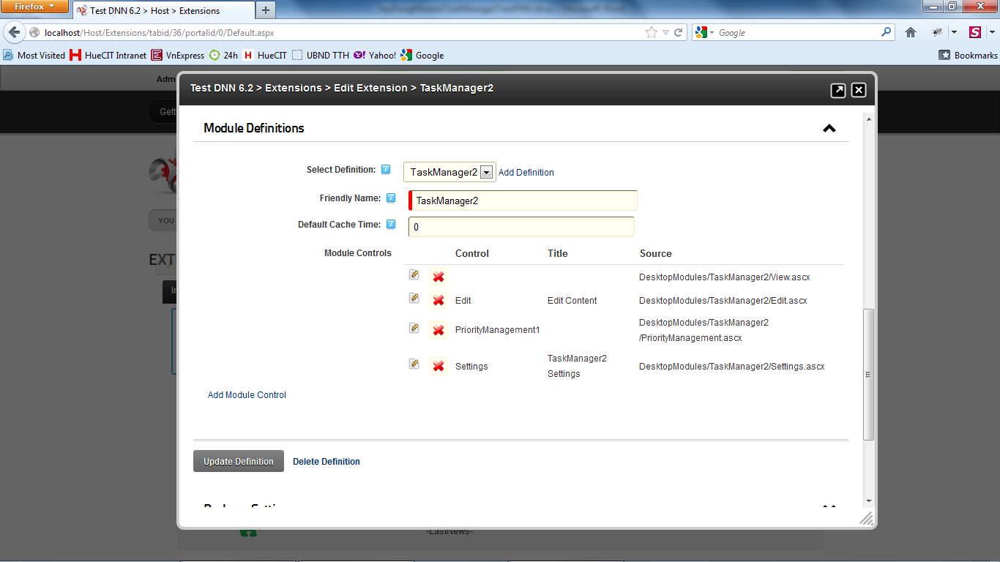 Firefox
Test DNN 6.2 > Host > Extensions
localhost/Host/Extensions/tabid/36/portalid/0/Default.aspx
Google
Most Visited HueCIT Intranet VnExpress 24h HueCIT UBND TTH Yahoo! Google Bookmarks
Adm
Test DNN 6.2 > Extensions > Edit Extension > TaskManager2
Gett
Module Definitions
Select Definition: TaskManager2 Add Definition
Friendly Name: TaskManager2
YOU
Default Cache Time: 0
Module Controls Control Title Source
EXT
DesktopModules/TaskManager2/View.ascx
Edit Edit Content DesktopModules/TaskManager2/Edit.ascx
PriorityManagement1 DesktopModules/TaskManager2
/PriorityManagement.ascx
Settings TaskManager2
Settings DesktopModules/TaskManager2/Settings.ascx
Add Module Control
Update Definition Delete Definition
-LastNews-